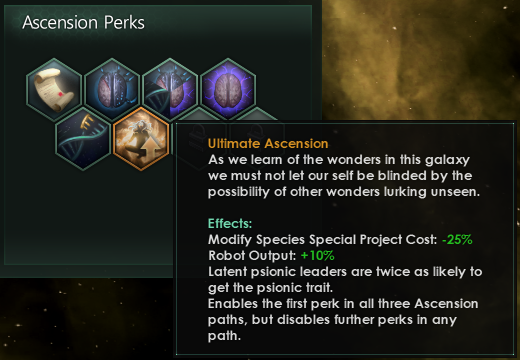 Ascension Perks
Ultimate Ascension
As we learn of the wonders in this galaxy
we must not let our self be blinded by the
possibility of other wonders lurking unseen.
Effects:
Modify Species Special Project Cost: -25%
Robot Output: +10%
Latent psionic leaders are twice as likely to
get the psionic trait.
Enables the first perk in all three Ascension
paths, but disables further perks in any
path.